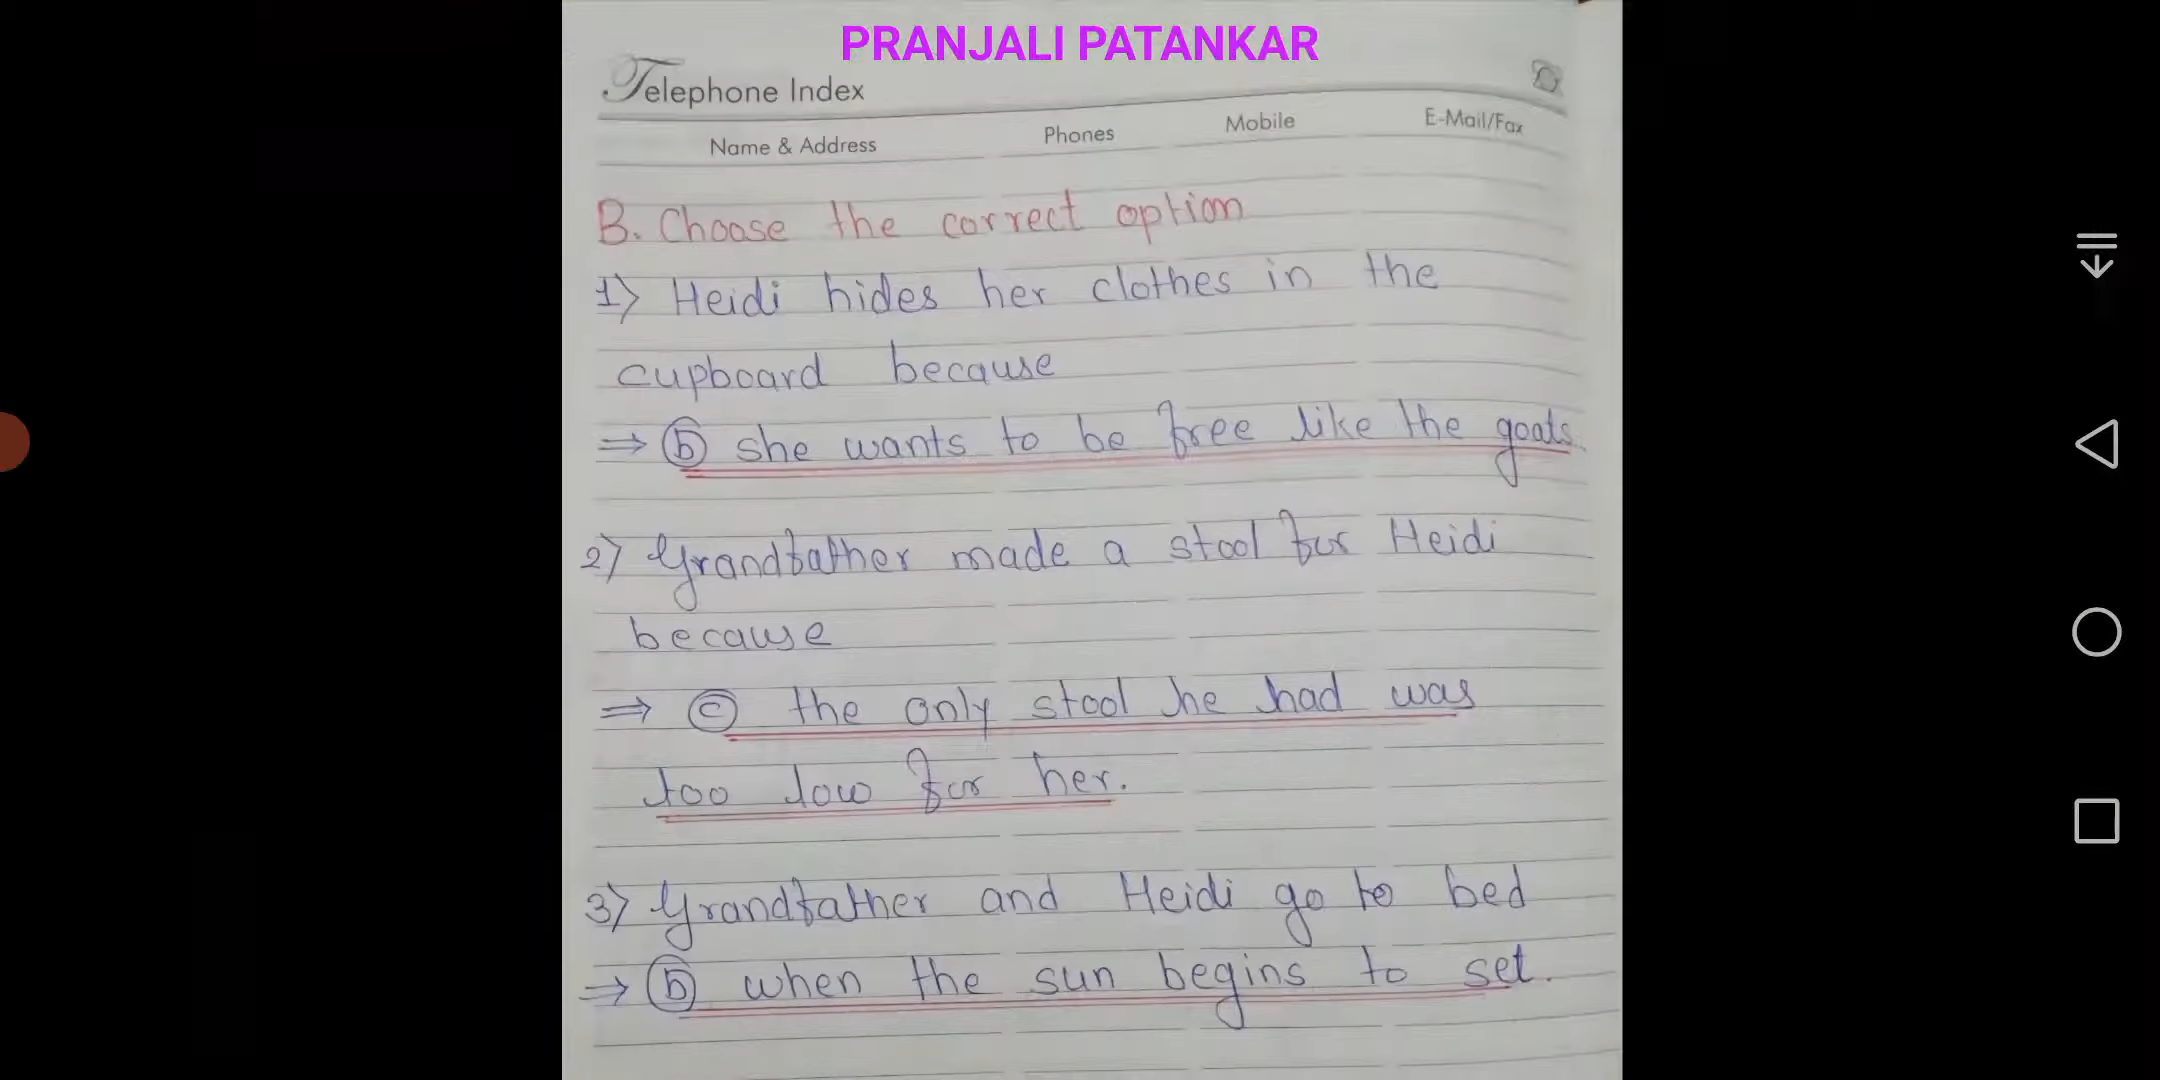 PRANJALI PATANKAR
Telephone Index
Name & Address Phones Mobile E-Mail/Fax
B. Choose the correct option
1) Heidi hides her clothes in the
cupboard because
⇒ ⓑ she wants to be free like the goats.
2) Grandfather made a stool for Heidi
because
⇒ ⓒ the only stool he had was
too low for her.
3) Grandfather and Heidi go to bed
⇒ ⓑ when the sun begins to set.